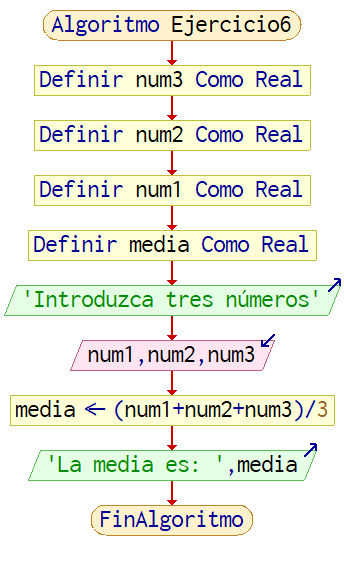 Algoritmo Ejercicio6
Definir num3 Como Real
Definir num2 Como Real
Definir num1 Como Real
Definir media Como Real
'Introduzca tres números'
num1,num2,num3
media ← (num1+num2+num3)/3
'La media es: ',media
FinAlgoritmo